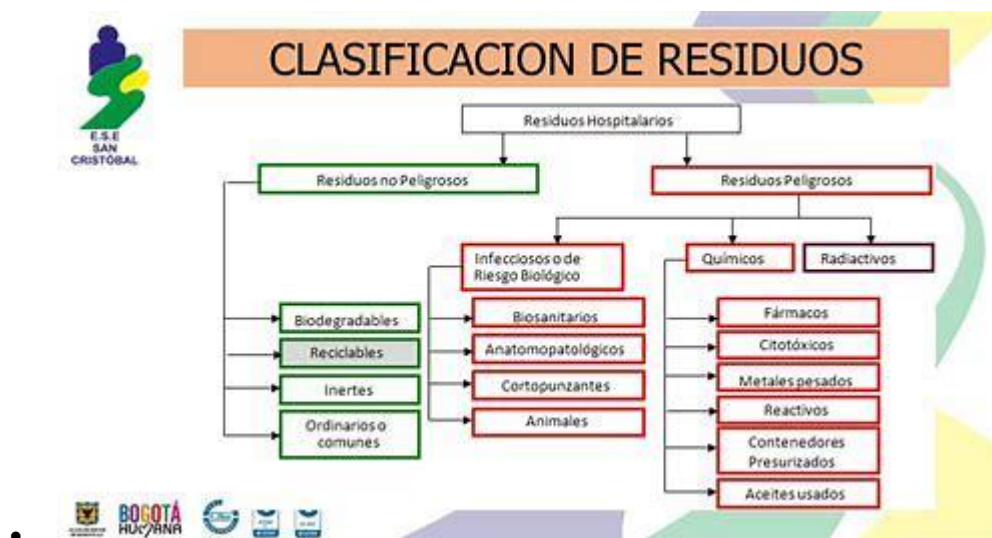 CLASIFICACION DE RESIDUOS
E.S.E
SAN
CRISTÓBAL
Residuos Hospitalarios
Residuos no Peligrosos
Residuos Peligrosos
Infecciosos o de
Riesgo Biológico
Químicos
Radiactivos
Biodegradables
Reciclables
Inertes
Ordinarios o
comunes
Biosanitarios
Anatomopatológicos
Cortopunzantes
Animales
Fármacos
Citotóxicos
Metales pesados
Reactivos
Contenedores
Presurizados
Aceites usados
BOGOTÁ
HUMANA